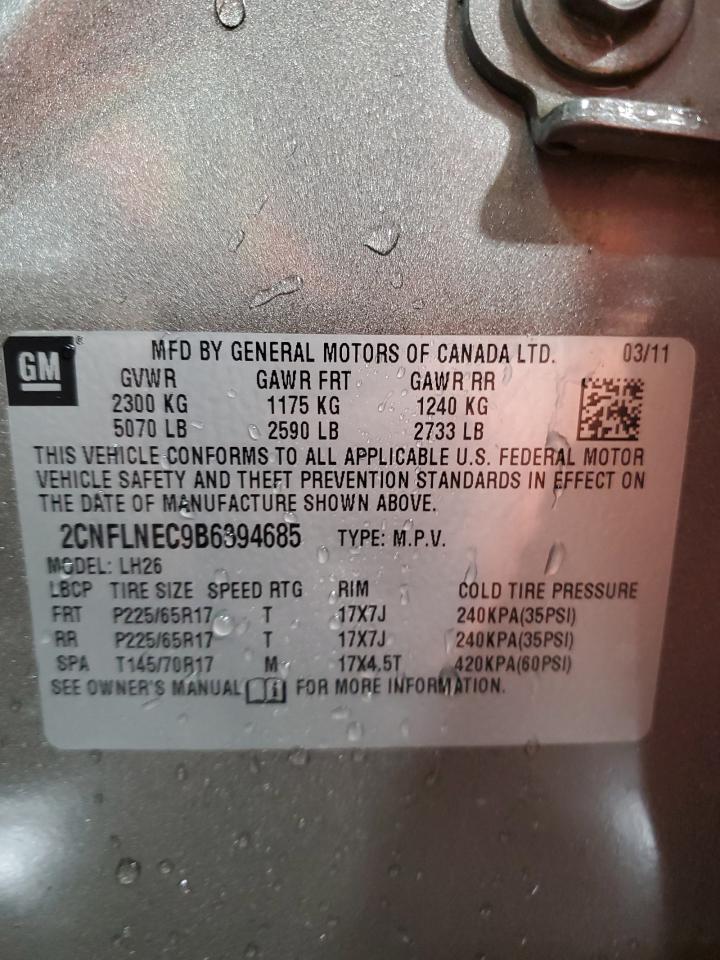 GM
MFD BY GENERAL MOTORS OF CANADA LTD. 03/11
GVWR GAWR FRT GAWR RR
2300 KG 1175 KG 1240 KG
5070 LB 2590 LB 2733 LB
THIS VEHICLE CONFORMS TO ALL APPLICABLE U.S. FEDERAL MOTOR
VEHICLE SAFETY AND THEFT PREVENTION STANDARDS IN EFFECT ON
THE DATE OF MANUFACTURE SHOWN ABOVE.
2CNFLNEC9B6394685 TYPE: M.P.V.
MODEL: LH26
LBCP TIRE SIZE SPEED RTG RIM COLD TIRE PRESSURE
FRT P225/65R17 T 17X7J 240KPA(35PSI)
RR P225/65R17 T 17X7J 240KPA(35PSI)
SPA T145/70R17 M 17X4.5T 420KPA(60PSI)
SEE OWNER'S MANUAL FOR MORE INFORMATION.